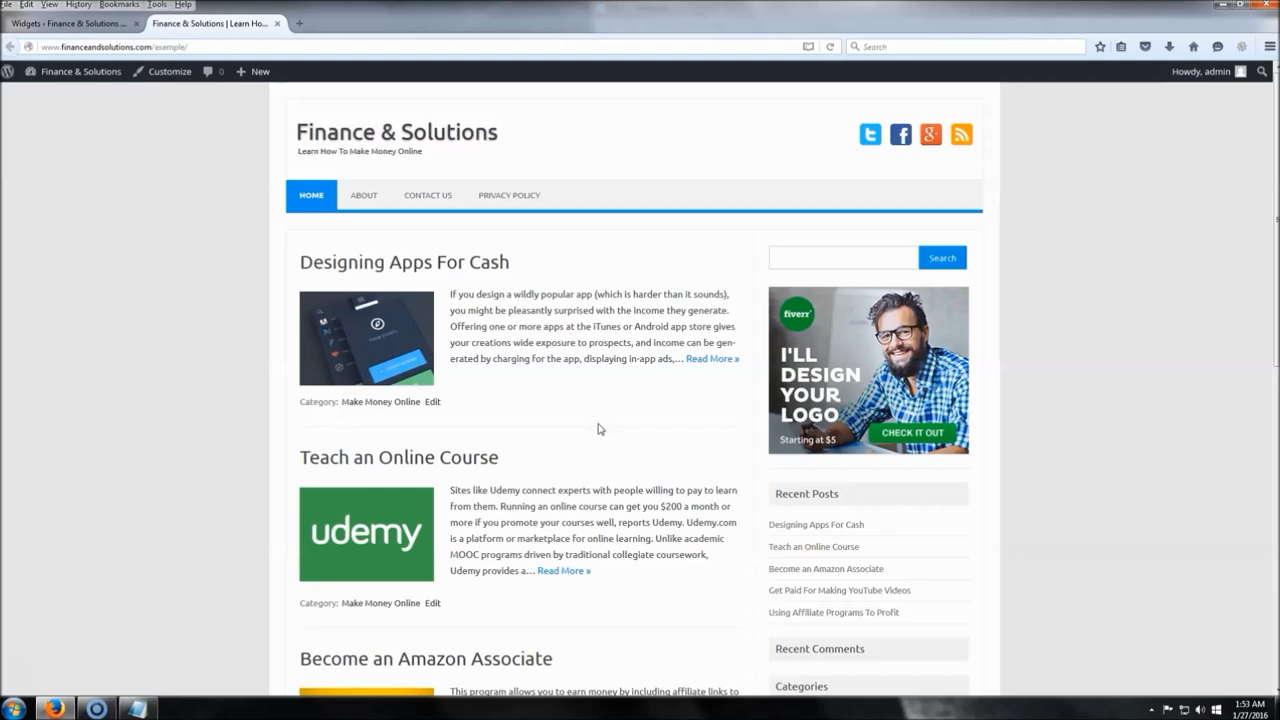 File Edit View History Bookmarks Tools Help
Widgets ‹ Finance & Solutions ... ×
Finance & Solutions | Learn Ho... × +
www.financeandsolutions.com/example/
Search
Finance & Solutions Customize 0 + New
Howdy, admin
Finance & Solutions
Learn How To Make Money Online
HOME ABOUT CONTACT US PRIVACY POLICY
Designing Apps For Cash
If you design a wildly popular app (which is harder than it sounds),
you might be pleasantly surprised with the income they generate.
Offering one or more apps at the iTunes or Android app store gives
your creations wide exposure to prospects, and income can be gen-
erated by charging for the app, displaying in-app ads,... Read More »
Category: Make Money Online Edit
Teach an Online Course
udemy
Sites like Udemy connect experts with people willing to pay to learn
from them. Running an online course can get you $200 a month or
more if you promote your courses well, reports Udemy. Udemy.com
is a platform or marketplace for online learning. Unlike academic
MOOC programs driven by traditional collegiate coursework,
Udemy provides a... Read More »
Category: Make Money Online Edit
Become an Amazon Associate
This program allows you to earn money by including affiliate links to
Search
fiverr
I'LL
DESIGN
YOUR
LOGO
Starting at $5
CHECK IT OUT
Recent Posts
Designing Apps For Cash
Teach an Online Course
Become an Amazon Associate
Get Paid For Making YouTube Videos
Using Affiliate Programs To Profit
Recent Comments
Categories
1:53 AM
1/27/2016